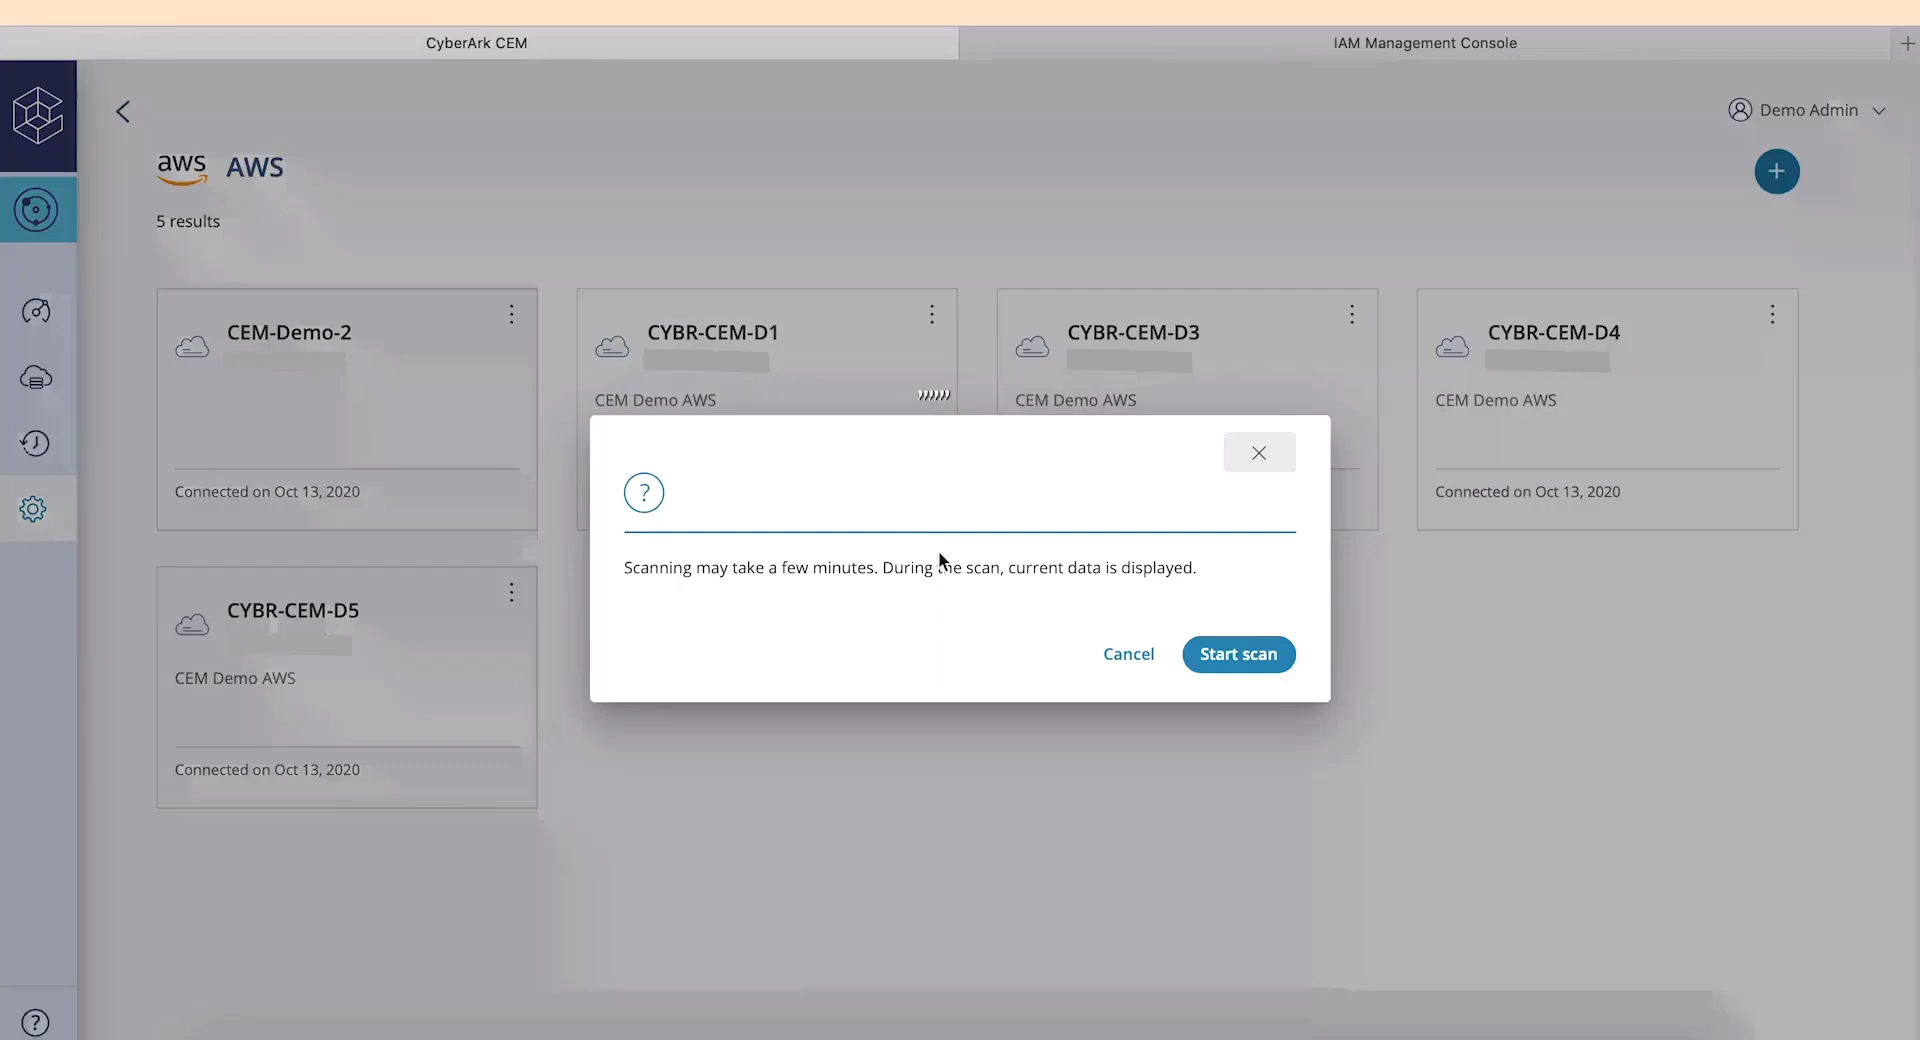 CyberArk CEM
IAM Management Console
Demo Admin
aws AWS
5 results
CEM-Demo-2
CYBR-CEM-D1
CYBR-CEM-D3
CYBR-CEM-D4
CEM Demo AWS
CEM Demo AWS
CEM Demo AWS
Connected on Oct 13, 2020
Connected on Oct 13, 2020
?
Scanning may take a few minutes. During the scan, current data is displayed.
Cancel
Start scan
CYBR-CEM-D5
CEM Demo AWS
Connected on Oct 13, 2020
?